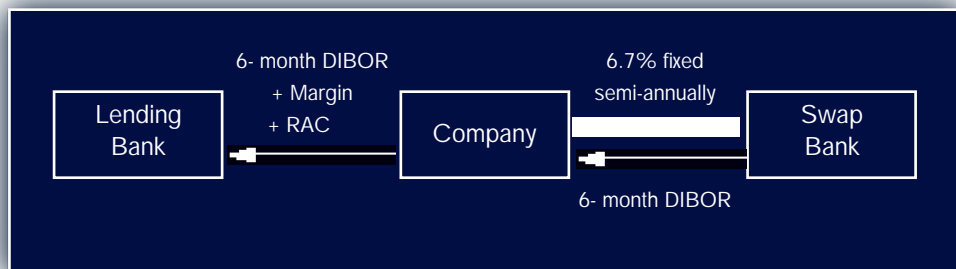 6- month DIBOR
+ Margin
+ RAC
6.7% fixed
semi-annually
Lending
Bank
Company
Swap
Bank
6- month DIBOR